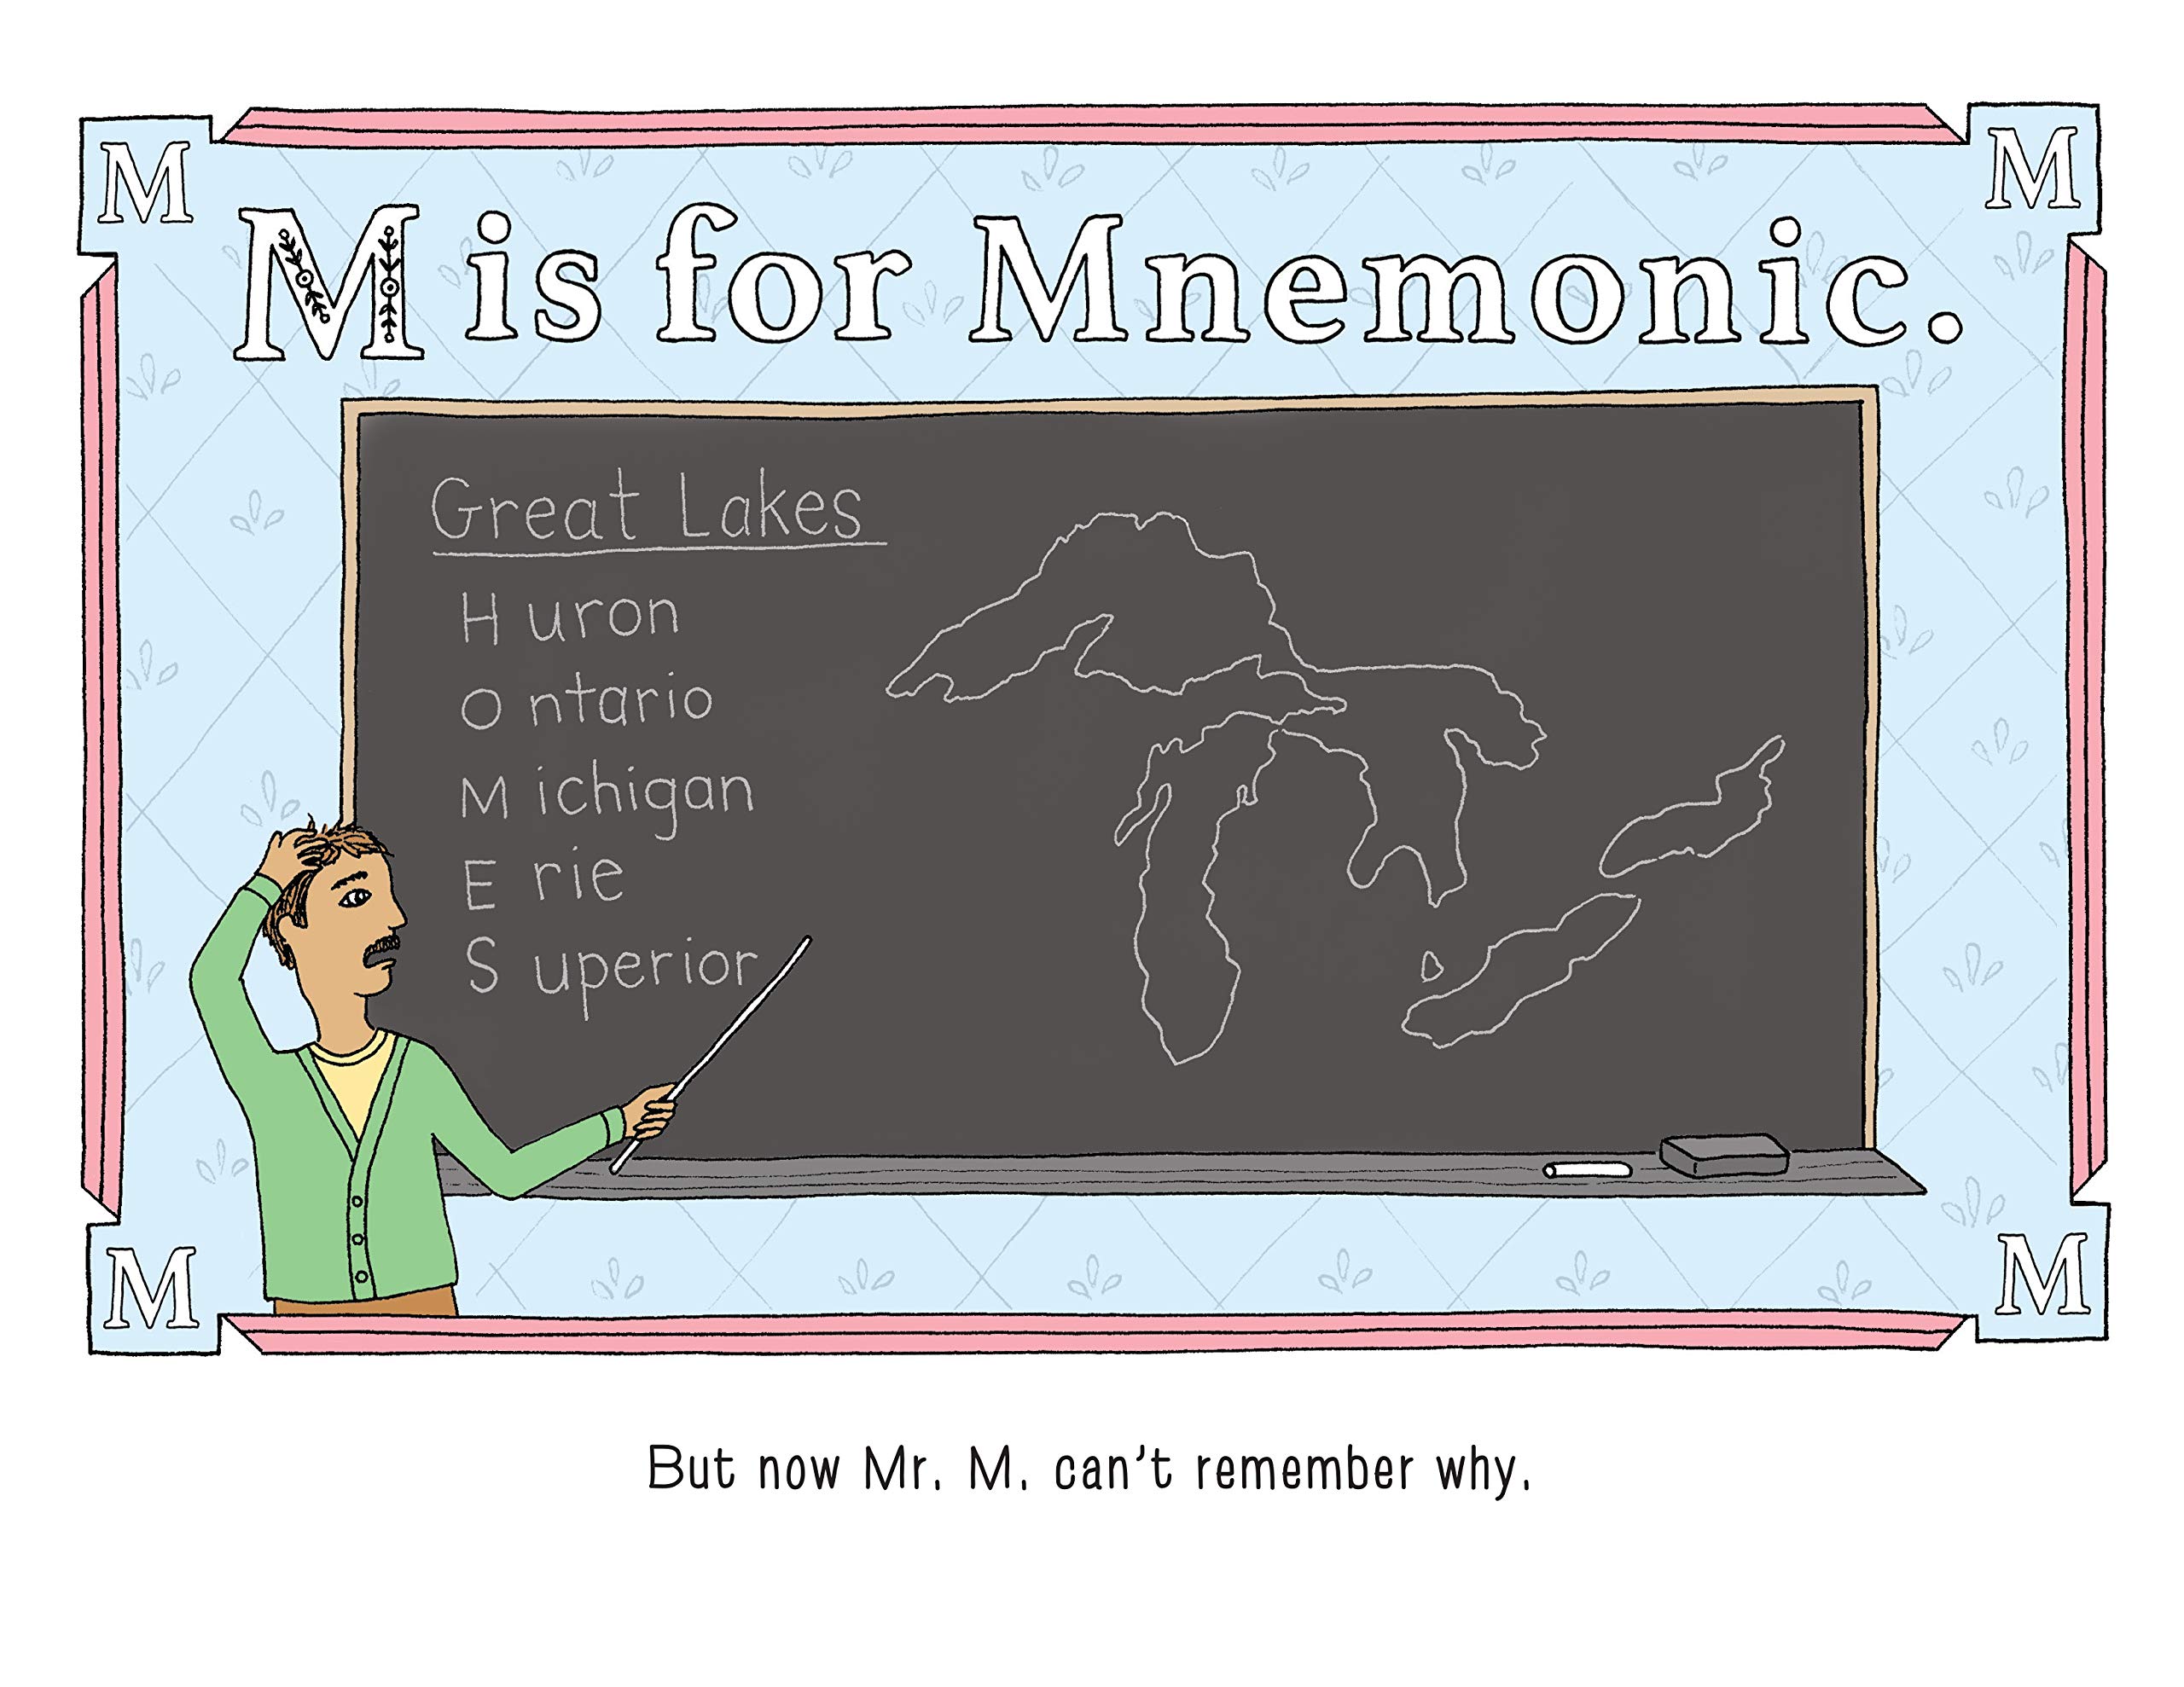 M M
M is for Mnemonic.
Great Lakes
H uron
O ntario
M ichigan
E rie
S uperior
M M
But now Mr. M. can't remember why.